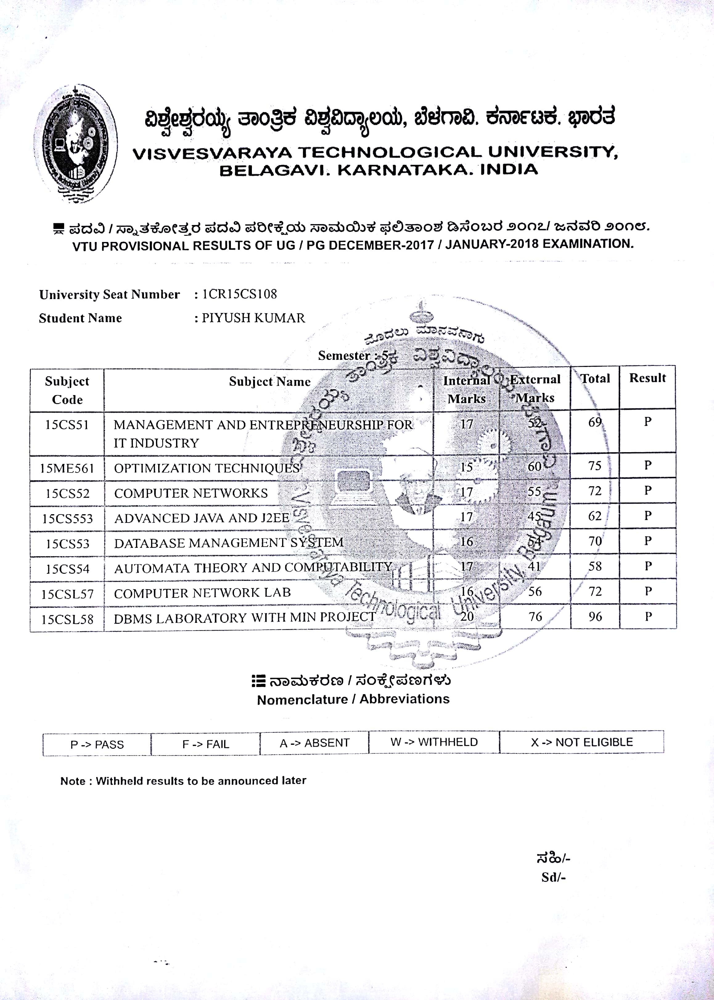 ವಿಶ್ವೇಶ್ವರಯ್ಯ ತಾಂತ್ರಿಕ ವಿಶ್ವವಿದ್ಯಾಲಯ, ಬೆಳಗಾವಿ. ಕರ್ನಾಟಕ. ಭಾರತ
VISVESVARAYA TECHNOLOGICAL UNIVERSITY,
BELAGAVI. KARNATAKA. INDIA
ಪದವಿ / ಸ್ನಾತಕೋತ್ತರ ಪದವಿ ಪರೀಕ್ಷೆಯ ಸಾಮಯಿಕ ಫಲಿತಾಂಶ ಡಿಸೆಂಬರ ೨೦೧೭/ ಜನವರಿ ೨೦೧೮.
VTU PROVISIONAL RESULTS OF UG / PG DECEMBER-2017 / JANUARY-2018 EXAMINATION.
University Seat Number : 1CR15CS108
Student Name : PIYUSH KUMAR
ಮೊದಲು ಮಾನವನಾಗು
Semester : 5
Subject Code Subject Name Internal Marks External Marks Total Result
15CS51 MANAGEMENT AND ENTREPRENEURSHIP FOR IT INDUSTRY 17 52 69 P
15ME561 OPTIMIZATION TECHNIQUES 15 60 75 P
15CS52 COMPUTER NETWORKS 17 55 72 P
15CS553 ADVANCED JAVA AND J2EE 17 45 62 P
15CS53 DATABASE MANAGEMENT SYSTEM 16 54 70 P
15CS54 AUTOMATA THEORY AND COMPUTABILITY 17 41 58 P
15CSL57 COMPUTER NETWORK LAB 16 56 72 P
15CSL58 DBMS LABORATORY WITH MIN PROJECT 20 76 96 P
Visvesvaraya Technological University, Belgaum
ನಾಮಕರಣ / ಸಂಕ್ಷೇಪಣಗಳು
Nomenclature / Abbreviations
P -> PASS F -> FAIL A -> ABSENT W -> WITHHELD X -> NOT ELIGIBLE
Note : Withheld results to be announced later
ಸಹಿ/-
Sd/-